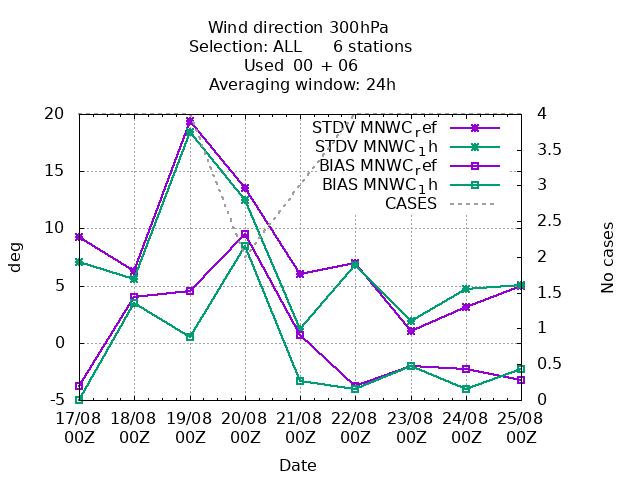 Wind direction 300hPa
Selection: ALL 6 stations
Used 00 + 06
Averaging window: 24h
STDV MNWC_ref
STDV MNWC_1h
BIAS MNWC_ref
BIAS MNWC_1h
CASES
20
15
10
5
0
-5
deg
4
3.5
3
2.5
2
1.5
1
0.5
0
No cases
17/08 18/08 19/08 20/08 21/08 22/08 23/08 24/08 25/08
00Z 00Z 00Z 00Z 00Z 00Z 00Z 00Z 00Z
Date